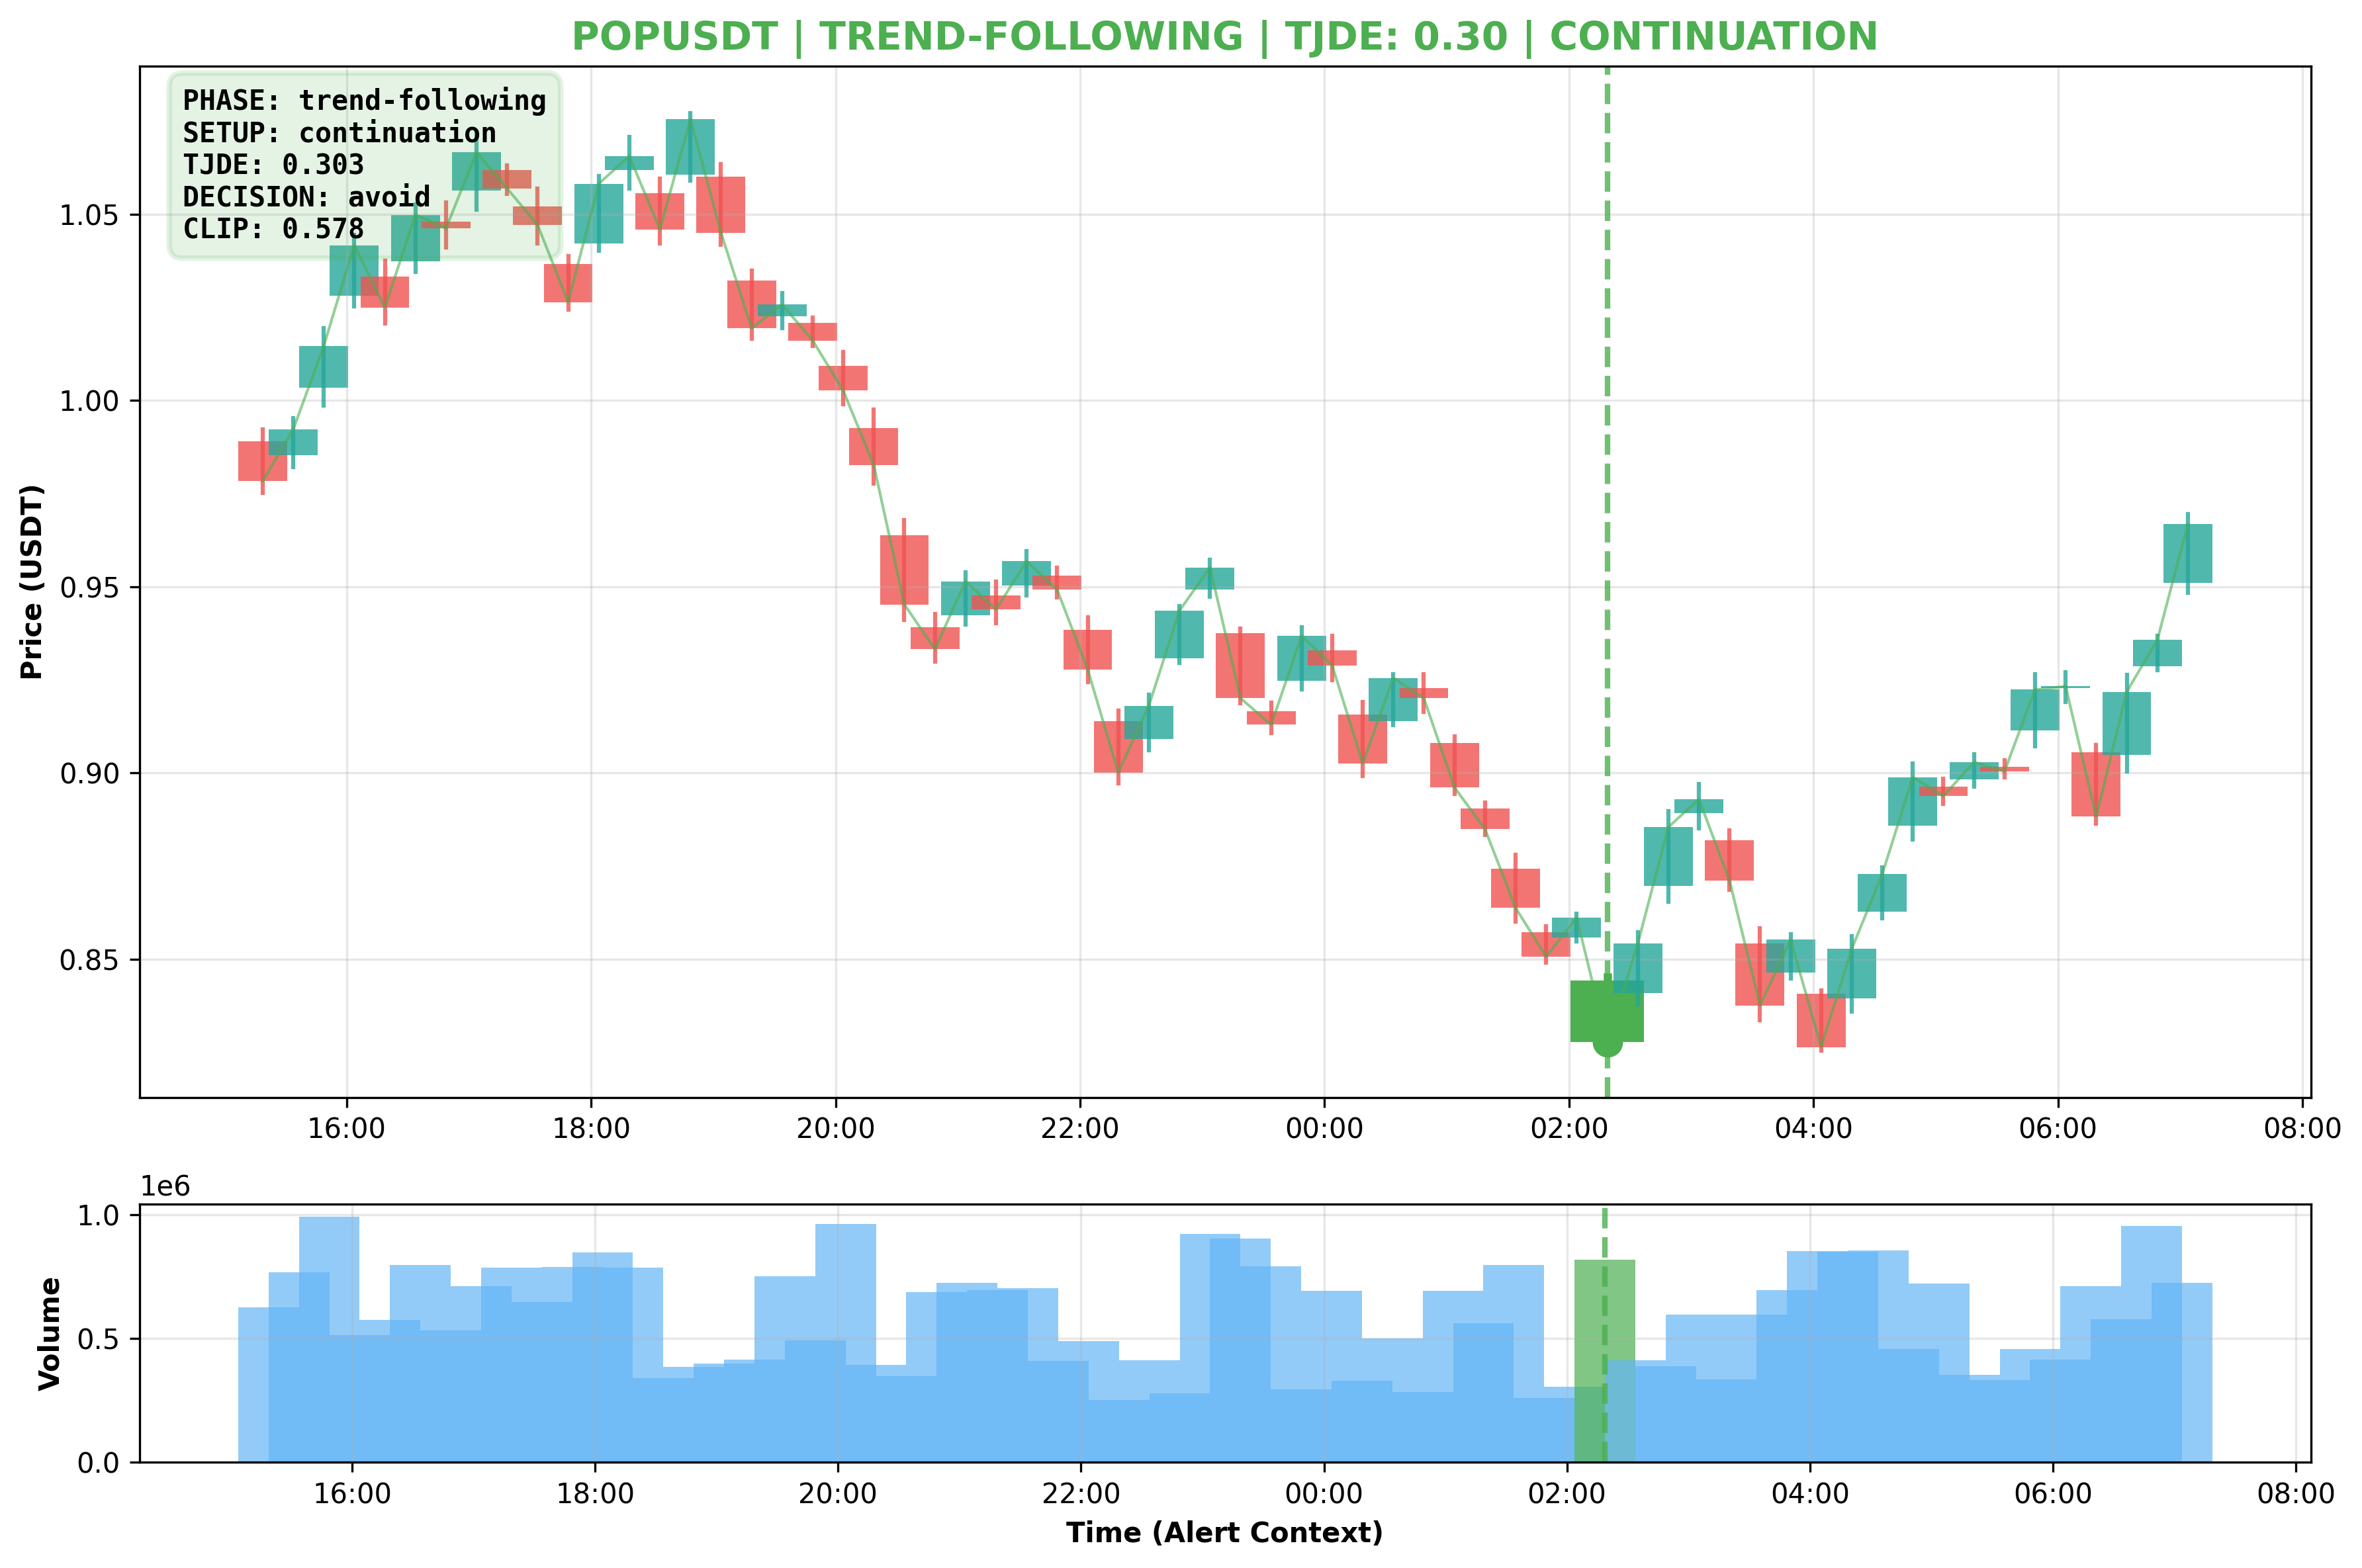 POPUSDT | TREND-FOLLOWING | TJDE: 0.30 | CONTINUATION
PHASE: trend-following
SETUP: continuation
TJDE: 0.303
DECISION: avoid
CLIP: 0.578
Price (USDT)
1.05
1.00
0.95
0.90
0.85
16:00 18:00 20:00 22:00 00:00 02:00 04:00 06:00 08:00
1e6
Volume
1.0
0.5
0.0
16:00 18:00 20:00 22:00 00:00 02:00 04:00 06:00 08:00
Time (Alert Context)